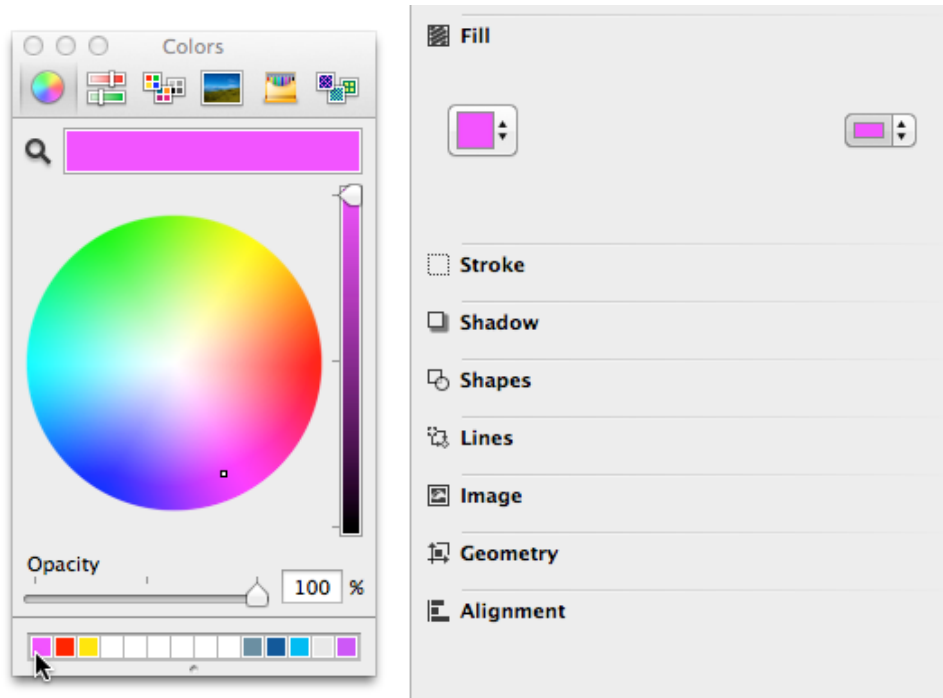 Colors
Opacity
100 %
Fill
Stroke
Shadow
Shapes
Lines
Image
Geometry
Alignment